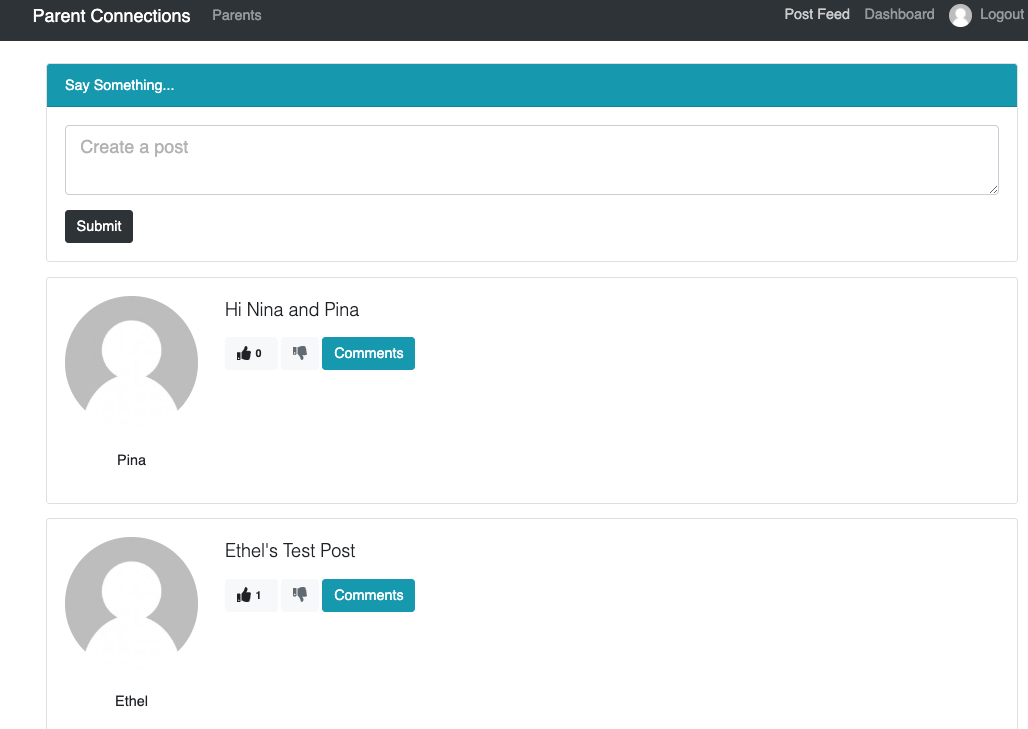 Parent Connections Parents Post Feed Dashboard Logout
Say Something...
Create a post
Submit
Hi Nina and Pina
0 Comments
Pina
Ethel's Test Post
1 Comments
Ethel